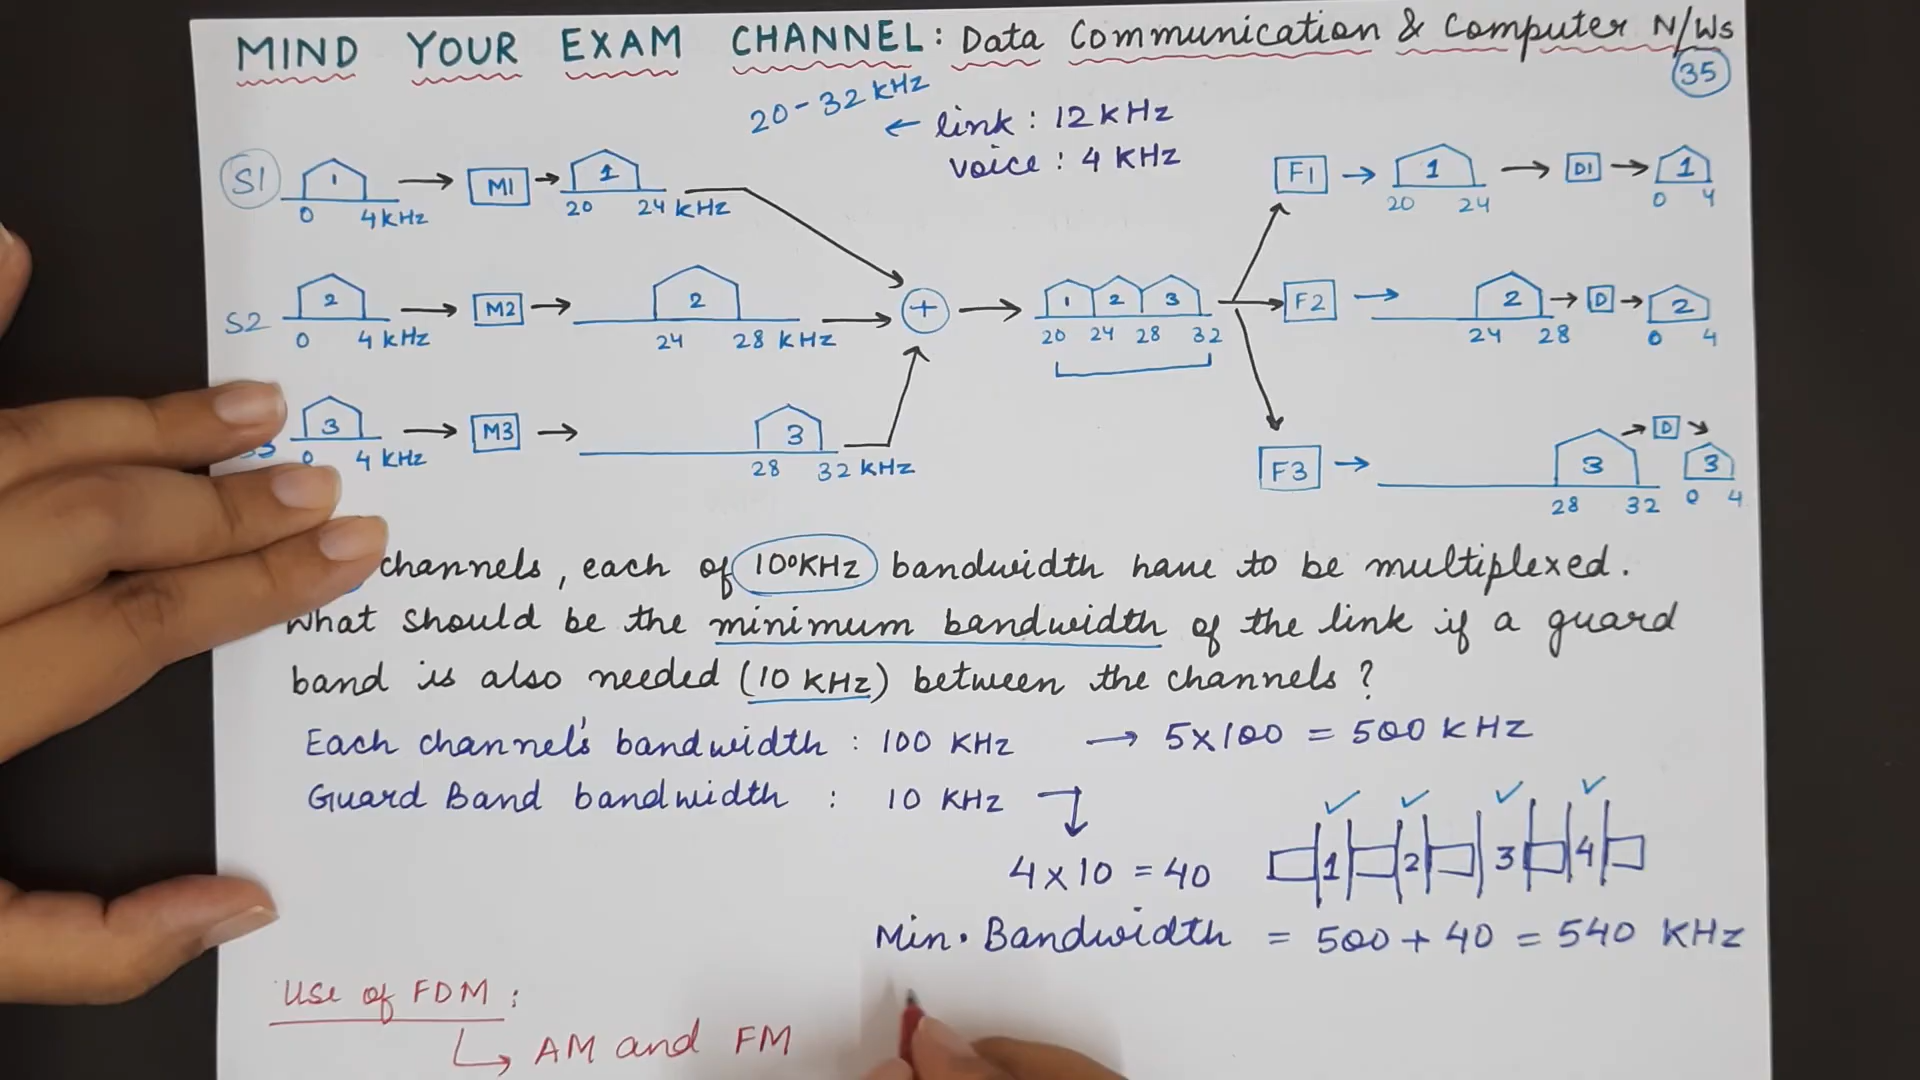 MIND YOUR EXAM CHANNEL: Data Communication & Computer N/Ws
35
20-32 KHz
← link : 12 KHz
voice : 4 KHz
S1
1
0 4 KHz
→ M1 →
1
20 24 KHz
S2
2
0 4 KHz
→ M2 →
2
24 28 KHz
3
4 KHz
→ M3 →
3
28 32 KHz
+
1 2 3
20 24 28 32
F1 →
1
20 24
→ D1 →
1
0 4
F2 →
2
24 28
→ D →
2
0 4
F3 →
3
28 32
→ D
3
0 4
channels, each of 100KHz bandwidth have to be multiplexed.
What should be the minimum bandwidth of the link if a guard
band is also needed (10 KHz) between the channels?
Each channel's bandwidth : 100 KHz → 5x100 = 500 KHz
Guard Band bandwidth : 10 KHz
4 x 10 = 40
1 2 3 4
Min. Bandwidth = 500 + 40 = 540 KHz
Use of FDM :
AM and FM